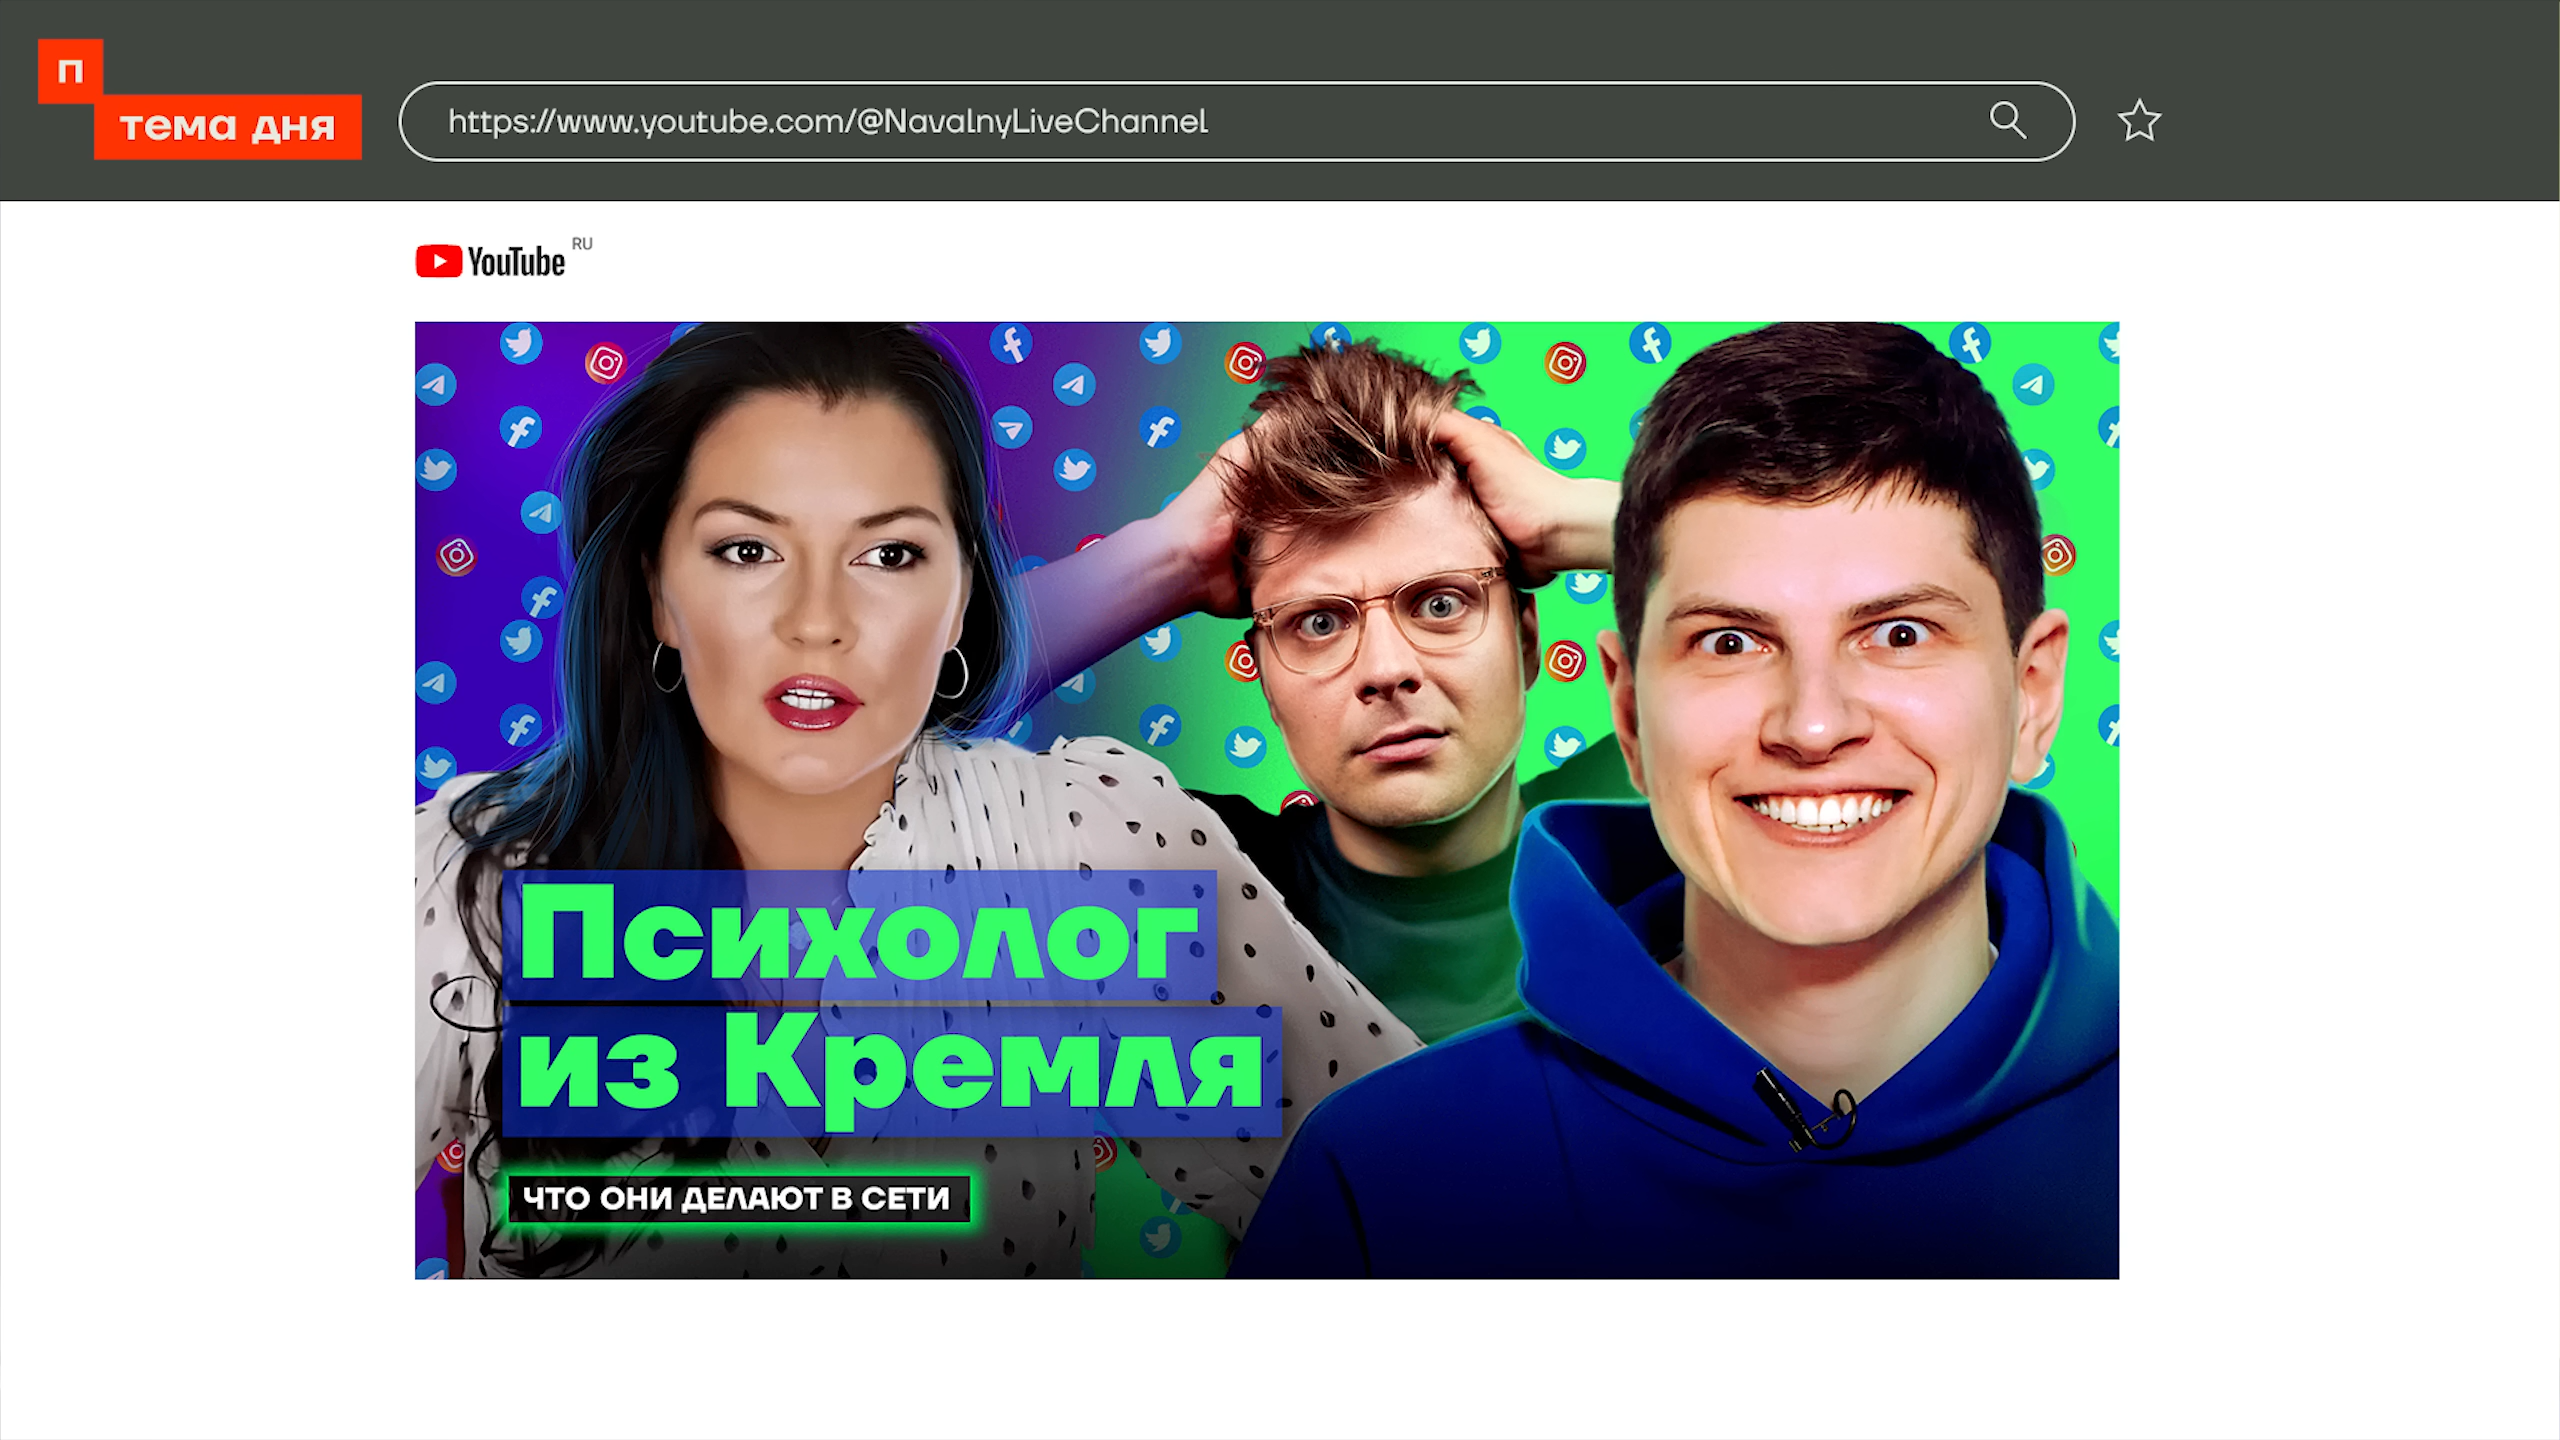 п
тема дня
https://www.youtube.com/@NavalnyLiveChannel
YouTube RU
Психолог
из Кремля
ЧТО ОНИ ДЕЛАЮТ В СЕТИ